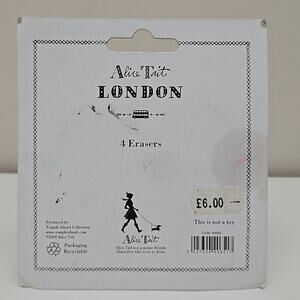 Alice Tait
LONDON
4 Erasers
£6.00
Produced by
Temple Island Collection
www.templeisland.com
©2008 Alice Tait
Packaging
Recyclable
Alice Tait
Alice Tait is a popular British
illustrator who loves to draw.
This is not a toy